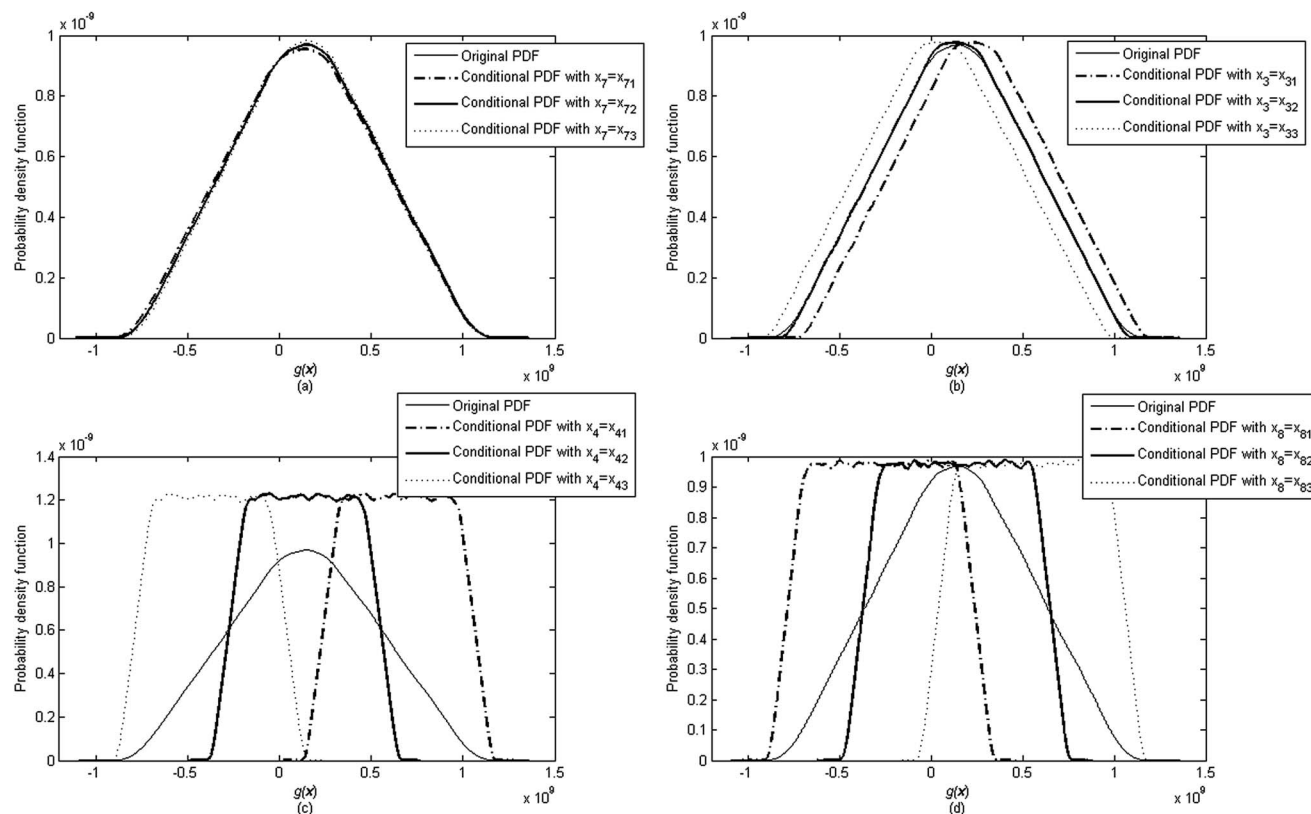 x 10⁻⁹
Probability density function
1
0.8
0.6
0.4
0.2
0
-1 -0.5 0 0.5 1 1.5
g(x)
x 10⁹
(a)
Original PDF
Conditional PDF with x₇=x₇₁
Conditional PDF with x₇=x₇₂
Conditional PDF with x₇=x₇₃
x 10⁻⁹
Probability density function
1
0.8
0.6
0.4
0.2
0
-1 -0.5 0 0.5 1 1.5
g(x)
x 10⁹
(b)
Original PDF
Conditional PDF with x₃=x₃₁
Conditional PDF with x₃=x₃₂
Conditional PDF with x₃=x₃₃
x 10⁻⁹
Probability density function
1.4
1.2
1
0.8
0.6
0.4
0.2
0
-1 -0.5 0 0.5 1 1.5
g(x)
x 10⁹
(c)
Original PDF
Conditional PDF with x₄=x₄₁
Conditional PDF with x₄=x₄₂
Conditional PDF with x₄=x₄₃
x 10⁻⁹
Probability density function
1
0.9
0.8
0.7
0.6
0.5
0.4
0.3
0.2
0.1
0
-1 -0.5 0 0.5 1 1.5
g(x)
x 10⁹
(d)
Original PDF
Conditional PDF with x₈=x₈₁
Conditional PDF with x₈=x₈₂
Conditional PDF with x₈=x₈₃